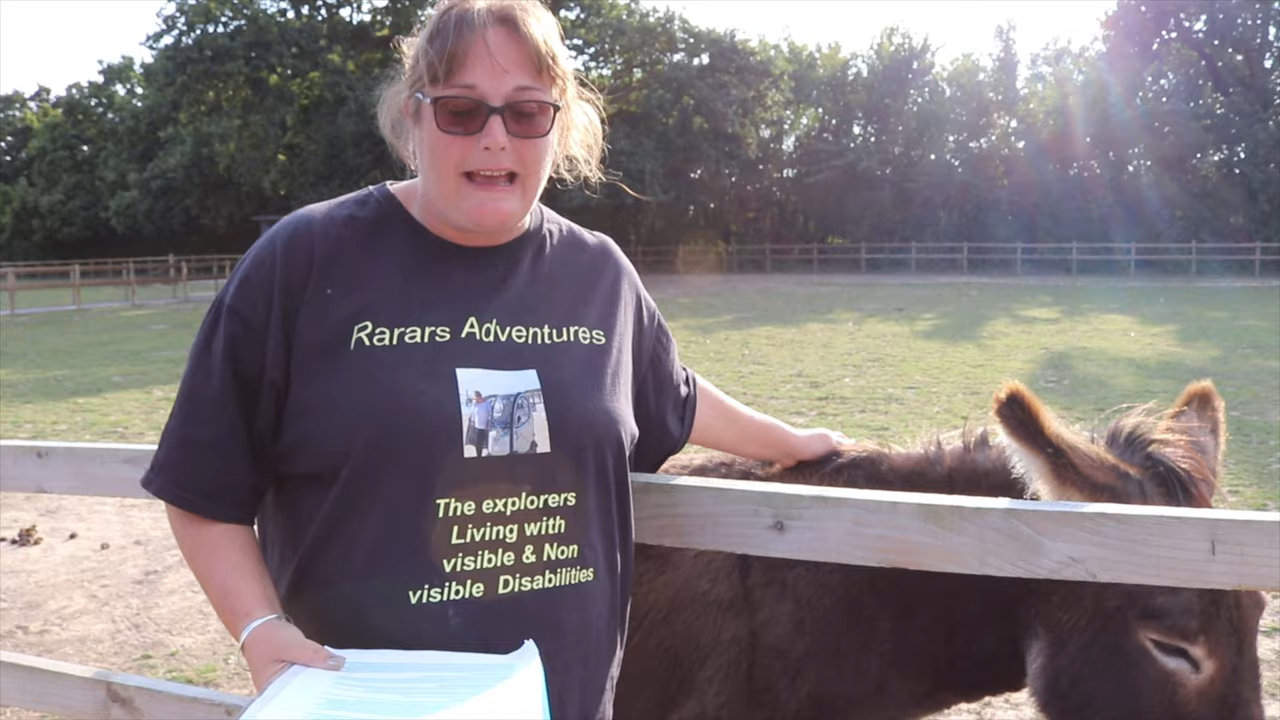 Rarars Adventures
The explorers
Living with
visible & Non
visible Disabilities